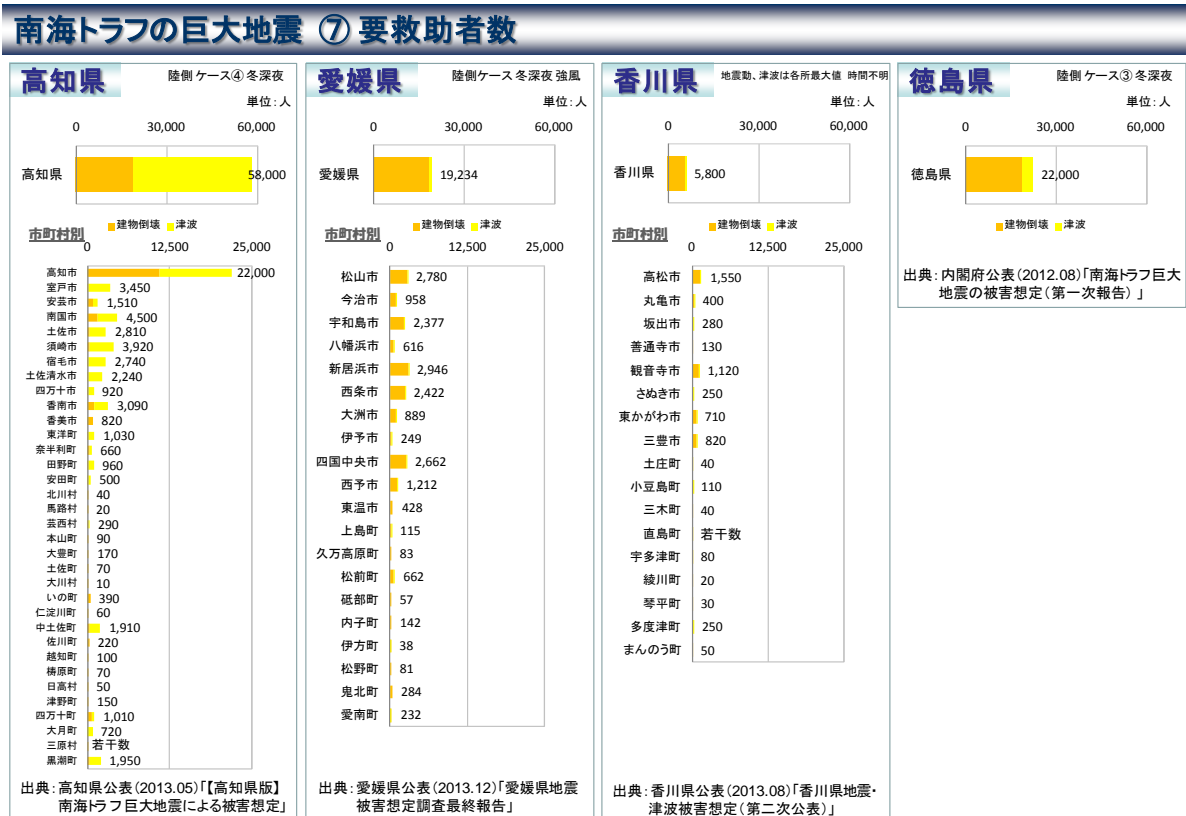 南海トラフの巨大地震 ⑦ 要救助者数
高知県
陸側 ケース④ 冬深夜
単位：人
0 30,000 60,000
高知県 58,000
建物倒壊 津波
市町村別
0 12,500 25,000
高知市 22,000
室戸市 3,450
安芸市 1,510
南国市 4,500
土佐市 2,810
須崎市 3,920
宿毛市 2,740
土佐清水市 2,240
四万十市 920
香南市 3,090
香美市 820
東洋町 1,030
奈半利町 660
田野町 960
安田町 500
北川村 40
馬路村 20
芸西村 290
本山町 90
大豊町 170
土佐町 70
大川村 10
いの町 390
仁淀川町 60
中土佐町 1,910
佐川町 220
越知町 100
梼原町 70
日高村 50
津野町 150
四万十町 1,010
大月町 720
三原村 若干数
黒潮町 1,950
出典：高知県公表（2013.05）「【高知県版】
南海トラフ巨大地震による被害想定」
愛媛県
陸側ケース 冬深夜 強風
単位：人
0 30,000 60,000
愛媛県 19,234
建物倒壊 津波
市町村別
0 12,500 25,000
松山市 2,780
今治市 958
宇和島市 2,377
八幡浜市 616
新居浜市 2,946
西条市 2,422
大洲市 889
伊予市 249
四国中央市 2,662
西予市 1,212
東温市 428
上島町 115
久万高原町 83
松前町 662
砥部町 57
内子町 142
伊方町 38
松野町 81
鬼北町 284
愛南町 232
出典：愛媛県公表（2013.12）「愛媛県地震
被害想定調査最終報告」
香川県
地震動、津波は各所最大値 時間不明
単位：人
0 30,000 60,000
香川県 5,800
建物倒壊 津波
市町村別
0 12,500 25,000
高松市 1,550
丸亀市 400
坂出市 280
善通寺市 130
観音寺市 1,120
さぬき市 250
東かがわ市 710
三豊市 820
土庄町 40
小豆島町 110
三木町 40
直島町 若干数
宇多津町 80
綾川町 20
琴平町 30
多度津町 250
まんのう町 50
出典：香川県公表（2013.08）「香川県地震・
津波被害想定（第二次公表）」
徳島県
陸側 ケース③ 冬深夜
単位：人
0 30,000 60,000
徳島県 22,000
建物倒壊 津波
出典：内閣府公表（2012.08）「南海トラフ巨大
地震の被害想定（第一次報告）」